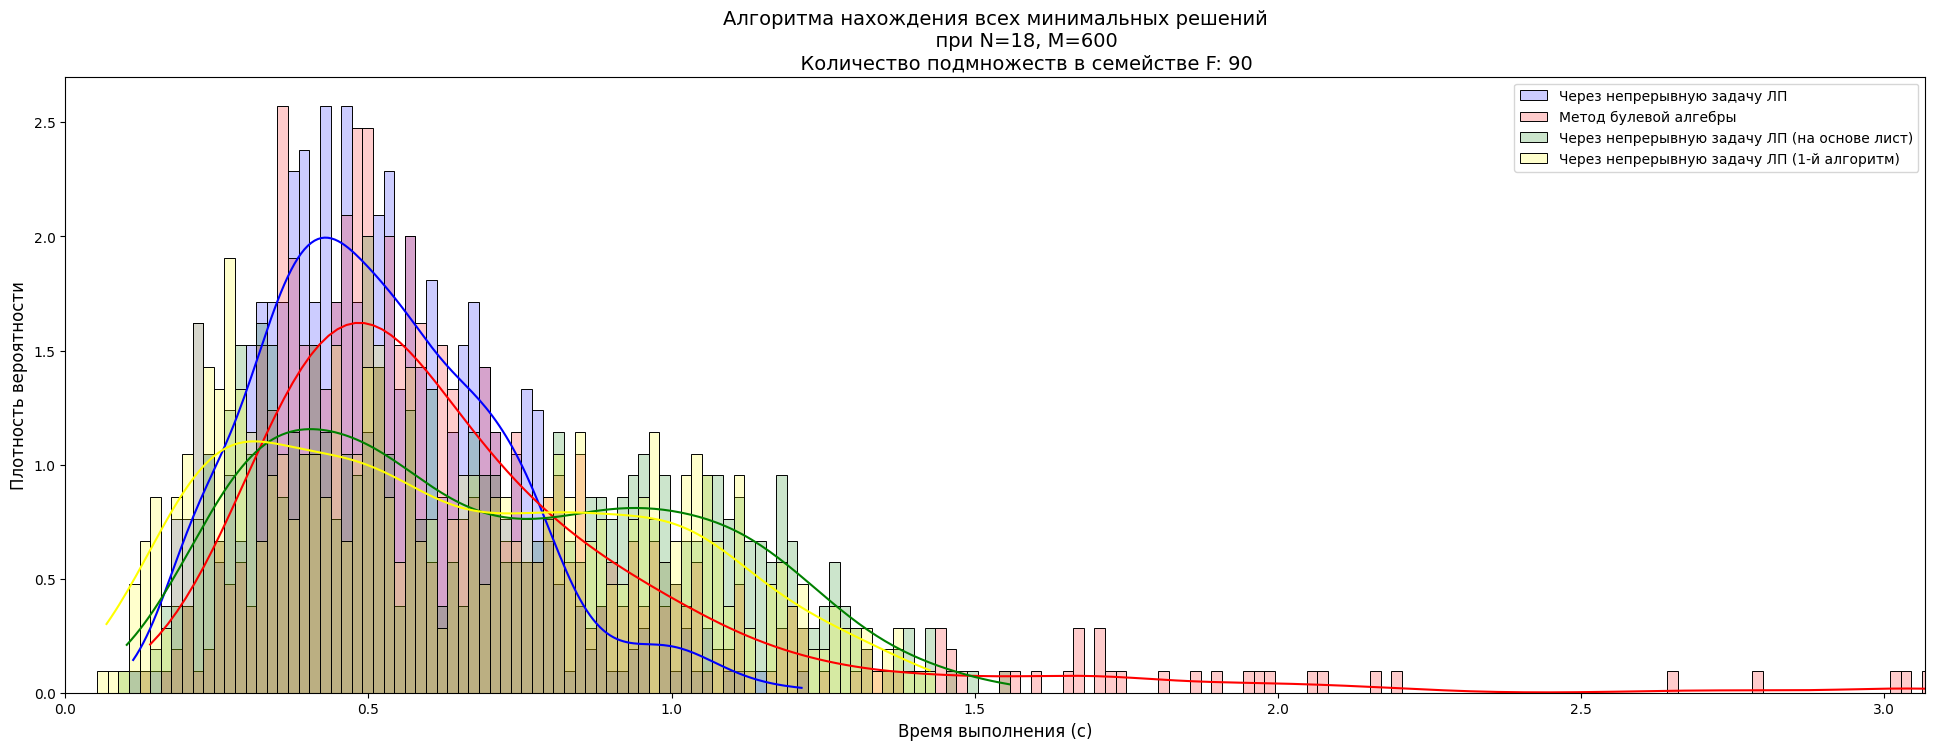 Алгоритма нахождения всех минимальных решений
при N=18, M=600
Количество подмножеств в семействе F: 90
Через непрерывную задачу ЛП
Метод булевой алгебры
Через непрерывную задачу ЛП (на основе лист)
Через непрерывную задачу ЛП (1-й алгоритм)
Плотность вероятности
2.5
2.0
1.5
1.0
0.5
0.0
0.0 0.5 1.0 1.5 2.0 2.5 3.0
Время выполнения (с)